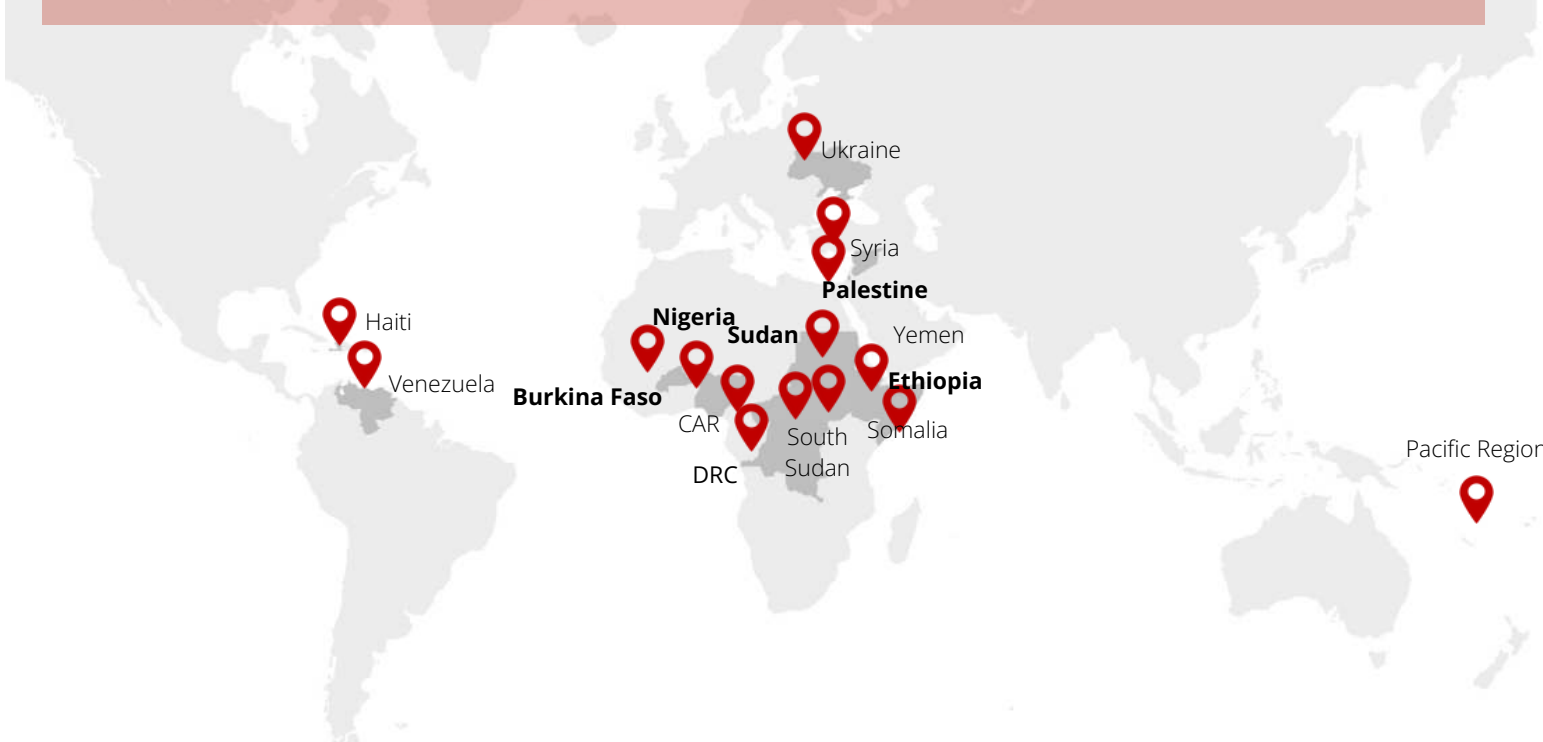 Ukraine
Syria
Palestine
Haiti
Nigeria
Sudan
Yemen
Venezuela
Ethiopia
Burkina Faso
CAR
South
Sudan
Somalia
DRC
Pacific Region